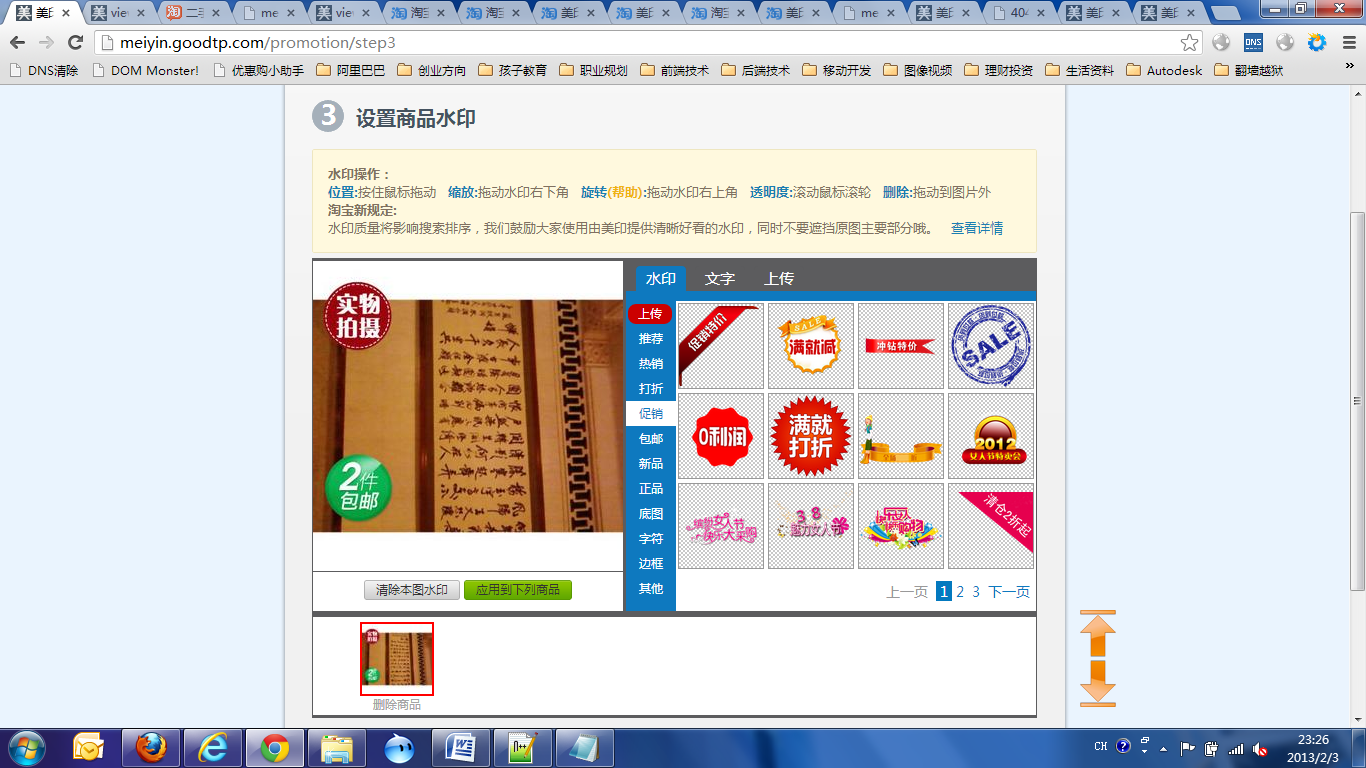 美印
view
二手
me
view
淘宝
淘宝
美印
美印
淘宝
美印
me
美印
404
美印
美印
meiyin.goodtp.com/promotion/step3
DNS清除
DOM Monster!
优惠购小助手
阿里巴巴
创业方向
孩子教育
职业规划
前端技术
后端技术
移动开发
图像视频
理财投资
生活资料
Autodesk
翻墙越狱
3 设置商品水印
水印操作：
位置:按住鼠标拖动 缩放:拖动水印右下角 旋转(帮助):拖动水印右上角 透明度:滚动鼠标滚轮 删除:拖动到图片外
淘宝新规定:
水印质量将影响搜索排序，我们鼓励大家使用由美印提供清晰好看的水印，同时不要遮挡原图主要部分哦。 查看详情
实物
拍摄
2件
包邮
清除本图水印
应用到下列商品
水印 文字 上传
上传
推荐
热销
打折
促销
包邮
新品
正品
底图
字符
边框
其他
促销特价
SALE
满就减
冲钻特价
SALE
0利润
满就
打折
2012
女人节特卖会
缤纷女人节
快乐大采购
38
魅力女人节
清仓2折起
上一页 1 2 3 下一页
删除商品
CH
23:26
2013/2/3